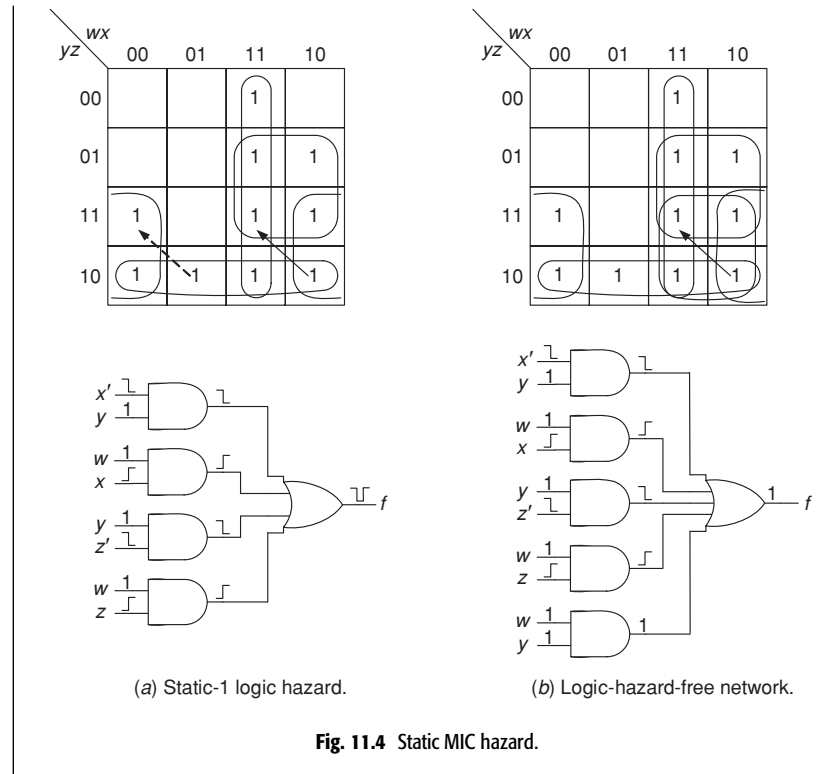 wx
yz 00 01 11 10
00 1
01 1 1
11 1 1 1
10 1 1 1 1
x′
y 1
w 1
x
y 1
z′
w 1
z
f
(a) Static-1 logic hazard.
wx
yz 00 01 11 10
00 1
01 1 1
11 1 1 1
10 1 1 1 1
x′
y 1
w 1
x
y 1
z′
w 1
z
w 1
y 1
1
1
f
(b) Logic-hazard-free network.
Fig. 11.4 Static MIC hazard.